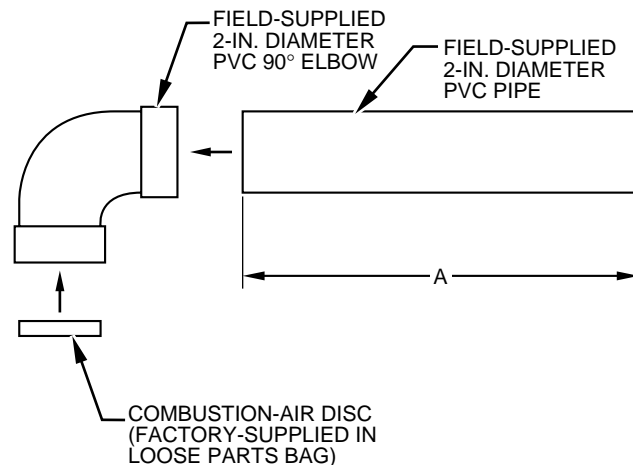 FIELD-SUPPLIED
2-IN. DIAMETER
PVC 90° ELBOW
FIELD-SUPPLIED
2-IN. DIAMETER
PVC PIPE
A
COMBUSTION-AIR DISC
(FACTORY-SUPPLIED IN
LOOSE PARTS BAG)